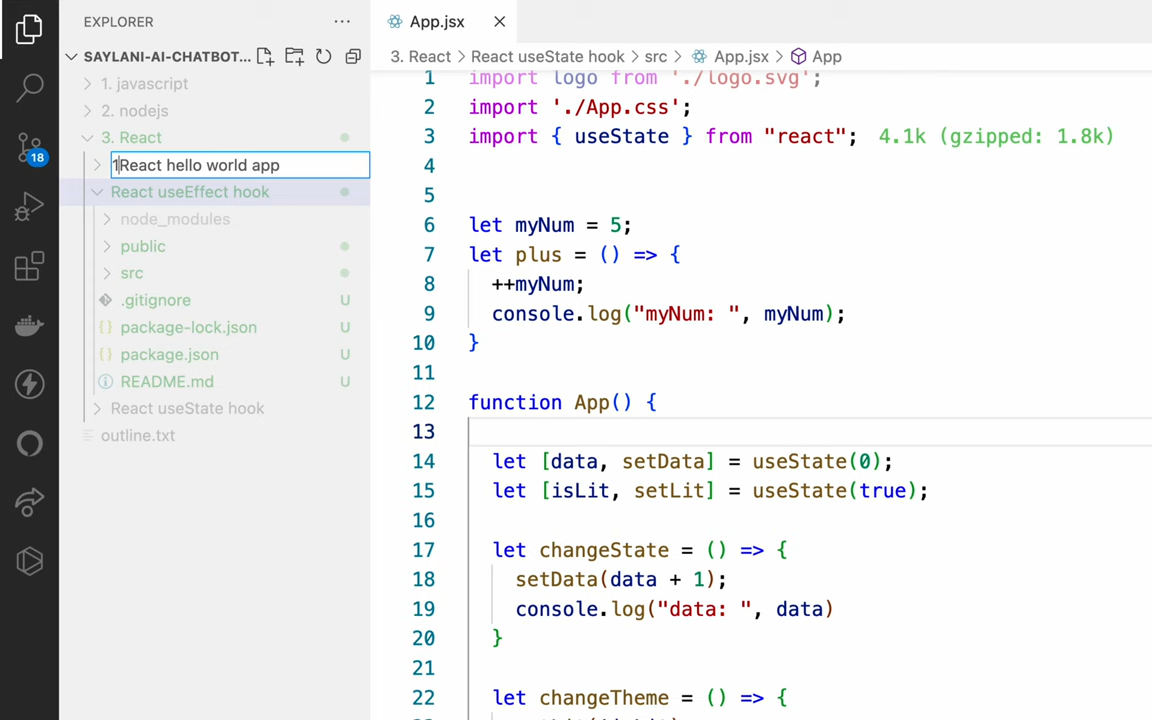 EXPLORER
SAYLANI-AI-CHATBOT...
1. javascript
2. nodejs
3. React
1React hello world app
React useEffect hook
node_modules
public
src
.gitignore U
package-lock.json U
package.json U
README.md U
React useState hook
outline.txt
18
App.jsx
3. React > React useState hook > src > App.jsx > App
1 import logo from './logo.svg';
2 import './App.css';
3 import { useState } from "react"; 4.1k (gzipped: 1.8k)
4
5
6 let myNum = 5;
7 let plus = () => {
8 ++myNum;
9 console.log("myNum: ", myNum);
10 }
11
12 function App() {
13
14 let [data, setData] = useState(0);
15 let [isLit, setLit] = useState(true);
16
17 let changeState = () => {
18 setData(data + 1);
19 console.log("data: ", data)
20 }
21
22 let changeTheme = () => {